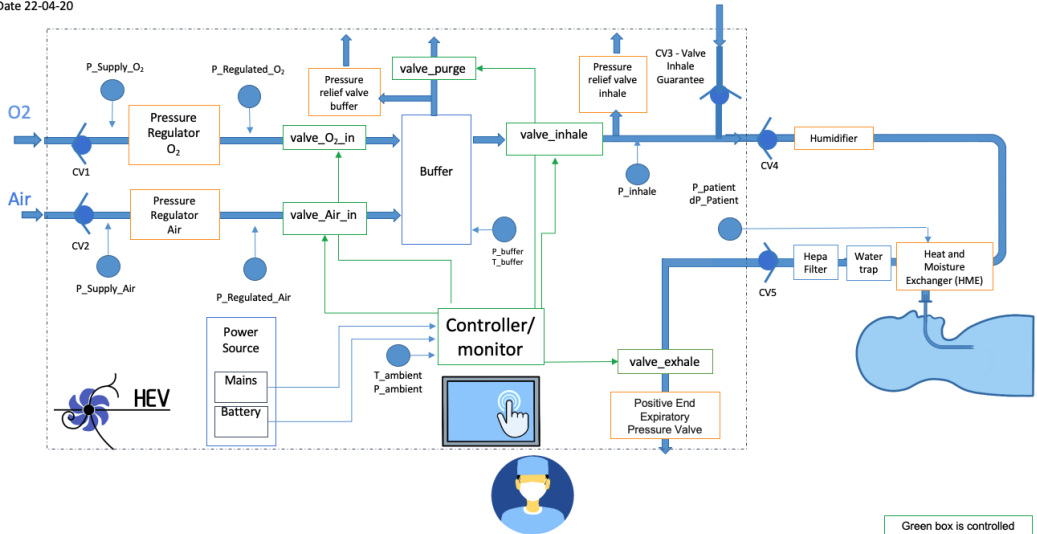 Date 22-04-20
P_Supply_O₂
P_Regulated_O₂
Pressure
relief valve
buffer
valve_purge
Pressure
relief valve
inhale
CV3 - Valve
Inhale
Guarantee
O2
Pressure
Regulator
O₂
valve_O₂_in
valve_inhale
Humidifier
CV1
CV4
Buffer
P_inhale
Air
Pressure
Regulator
Air
valve_Air_in
P_patient
dP_Patient
CV2
P_buffer
T_buffer
Hepa
Filter
Water
trap
Heat and
Moisture
Exchanger (HME)
CV5
P_Supply_Air
P_Regulated_Air
Power
Source
Controller/
monitor
valve_exhale
Mains
T_ambient
P_ambient
Battery
HEV
Positive End
Expiratory
Pressure Valve
Green box is controlled